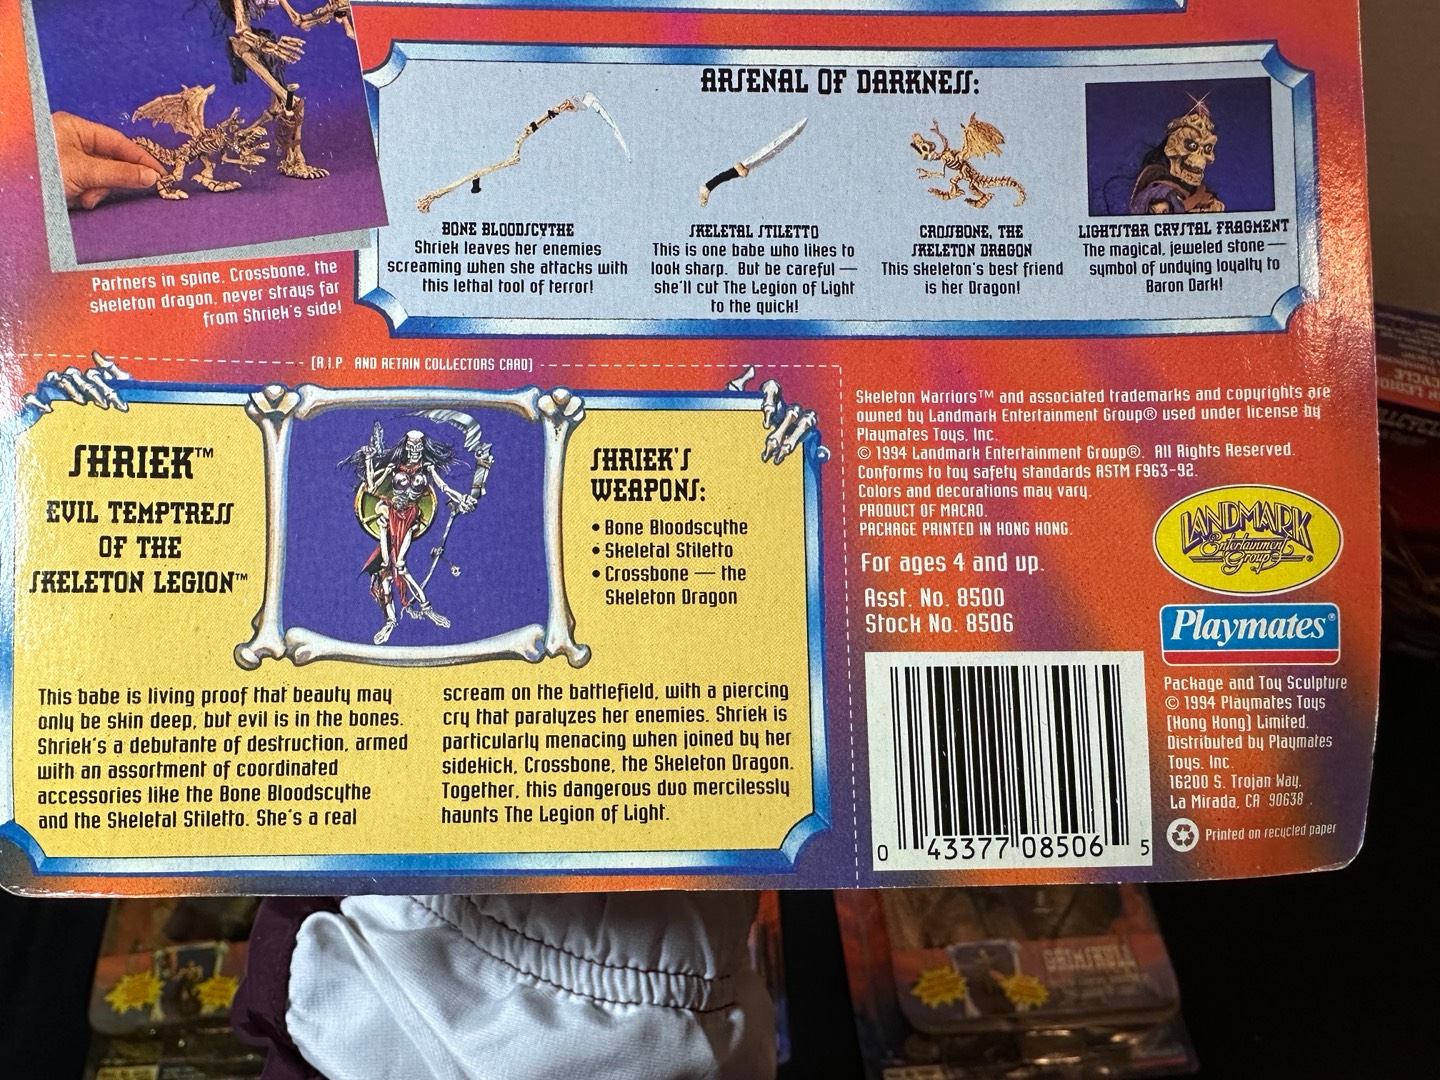 ARSENAL OF DARKNESS:
BONE BLOODSCYTHE
Shriek leaves her enemies
screaming when she attacks with
this lethal tool of terror!
SKELETAL STILETTO
This is one babe who likes to
look sharp. But be careful —
she'll cut The Legion of Light
to the quick!
CROSSBONE, THE
SKELETON DRAGON
This skeleton's best friend
is her Dragon!
LIGHTSTAR CRYSTAL FRAGMENT
The magical, jeweled stone —
symbol of undying loyalty to
Baron Dark!
Partners in spine, Crossbone, the
skeleton dragon, never strays far
from Shriek's side!
[R.I.P. AND RETAIN COLLECTORS CARD]
SHRIEK™
EVIL TEMPTRESS
OF THE
SKELETON LEGION™
SHRIEK'S
WEAPONS:
• Bone Bloodscythe
• Skeletal Stiletto
• Crossbone — the
Skeleton Dragon
This babe is living proof that beauty may
only be skin deep, but evil is in the bones.
Shriek's a debutante of destruction, armed
with an assortment of coordinated
accessories like the Bone Bloodscythe
and the Skeletal Stiletto. She's a real
scream on the battlefield, with a piercing
cry that paralyzes her enemies. Shriek is
particularly menacing when joined by her
sidekick, Crossbone, the Skeleton Dragon.
Together, this dangerous duo mercilessly
haunts The Legion of Light.
Skeleton Warriors™ and associated trademarks and copyrights are
owned by Landmark Entertainment Group® used under license by
Playmates Toys, Inc.
© 1994 Landmark Entertainment Group®. All Rights Reserved.
Conforms to toy safety standards ASTM F963-92.
Colors and decorations may vary.
PRODUCT OF MACAO.
PACKAGE PRINTED IN HONG KONG.
For ages 4 and up.
Asst. No. 8500
Stock No. 8506
LANDMARK
Entertainment
Group®
Playmates®
Package and Toy Sculpture
© 1994 Playmates Toys
[Hong Kong] Limited.
Distributed by Playmates
Toys, Inc.
16200 S. Trojan Way,
La Mirada, CA 90638.
Printed on recycled paper
0 43377 08506 5
GRIMSKULL